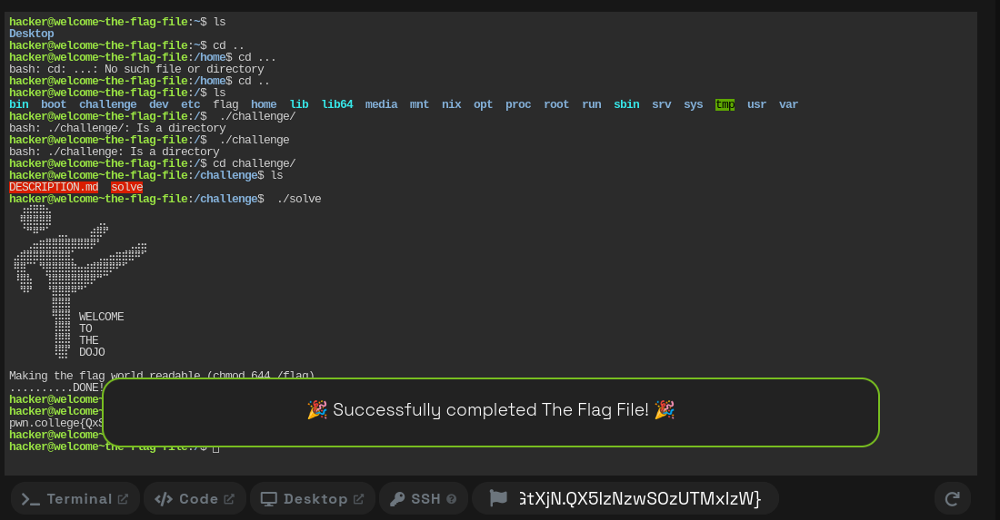 hacker@welcome~the-flag-file:~$ ls
Desktop
hacker@welcome~the-flag-file:~$ cd ..
hacker@welcome~the-flag-file:/home$ cd ...
bash: cd: ...: No such file or directory
hacker@welcome~the-flag-file:/home$ cd ..
hacker@welcome~the-flag-file:/$ ls
bin boot challenge dev etc flag home lib lib64 media mnt nix opt proc root run sbin srv sys tmp usr var
hacker@welcome~the-flag-file:/$ ./challenge/
bash: ./challenge/: Is a directory
hacker@welcome~the-flag-file:/$ ./challenge
bash: ./challenge: Is a directory
hacker@welcome~the-flag-file:/$ cd challenge/
hacker@welcome~the-flag-file:/challenge$ ls
DESCRIPTION.md solve
hacker@welcome~the-flag-file:/challenge$ ./solve
WELCOME
TO
THE
DOJO
Making the flag world readable (chmod 644 /flag)
..........DONE!
hacker@welcome~
🎉 Successfully completed The Flag File! 🎉
hacker@welcome~
pwn.college{Qx
hacker@welcome~
hacker@welcome~the-flag-file:/$
Terminal Code Desktop SSH GtXjN.QX5IzNzwSOzUTMxIzW}